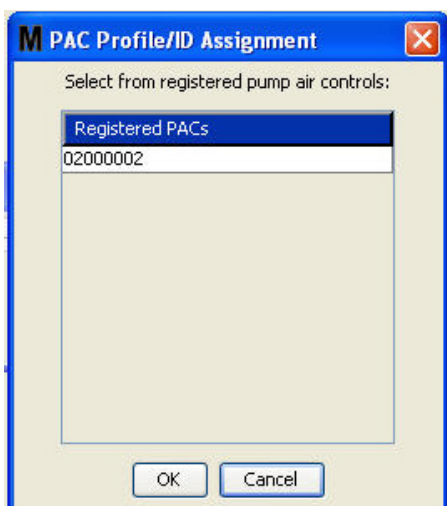 M PAC Profile/ID Assignment
Select from registered pump air controls:
Registered PACs
02000002
OK Cancel